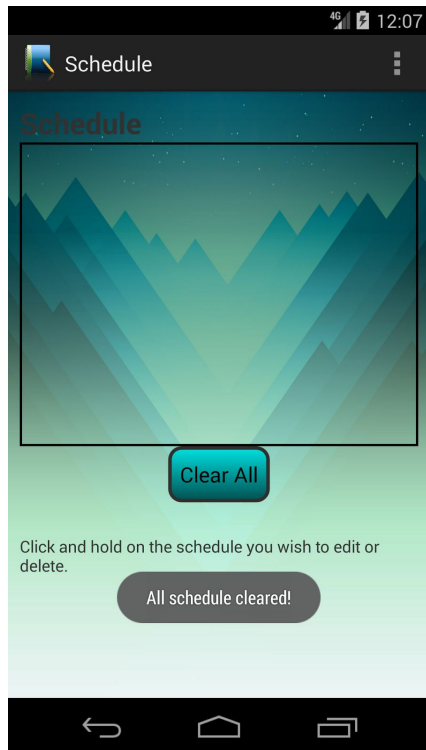 4G 12:07
Schedule
Schedule
Clear All
Click and hold on the schedule you wish to edit or
delete.
All schedule cleared!